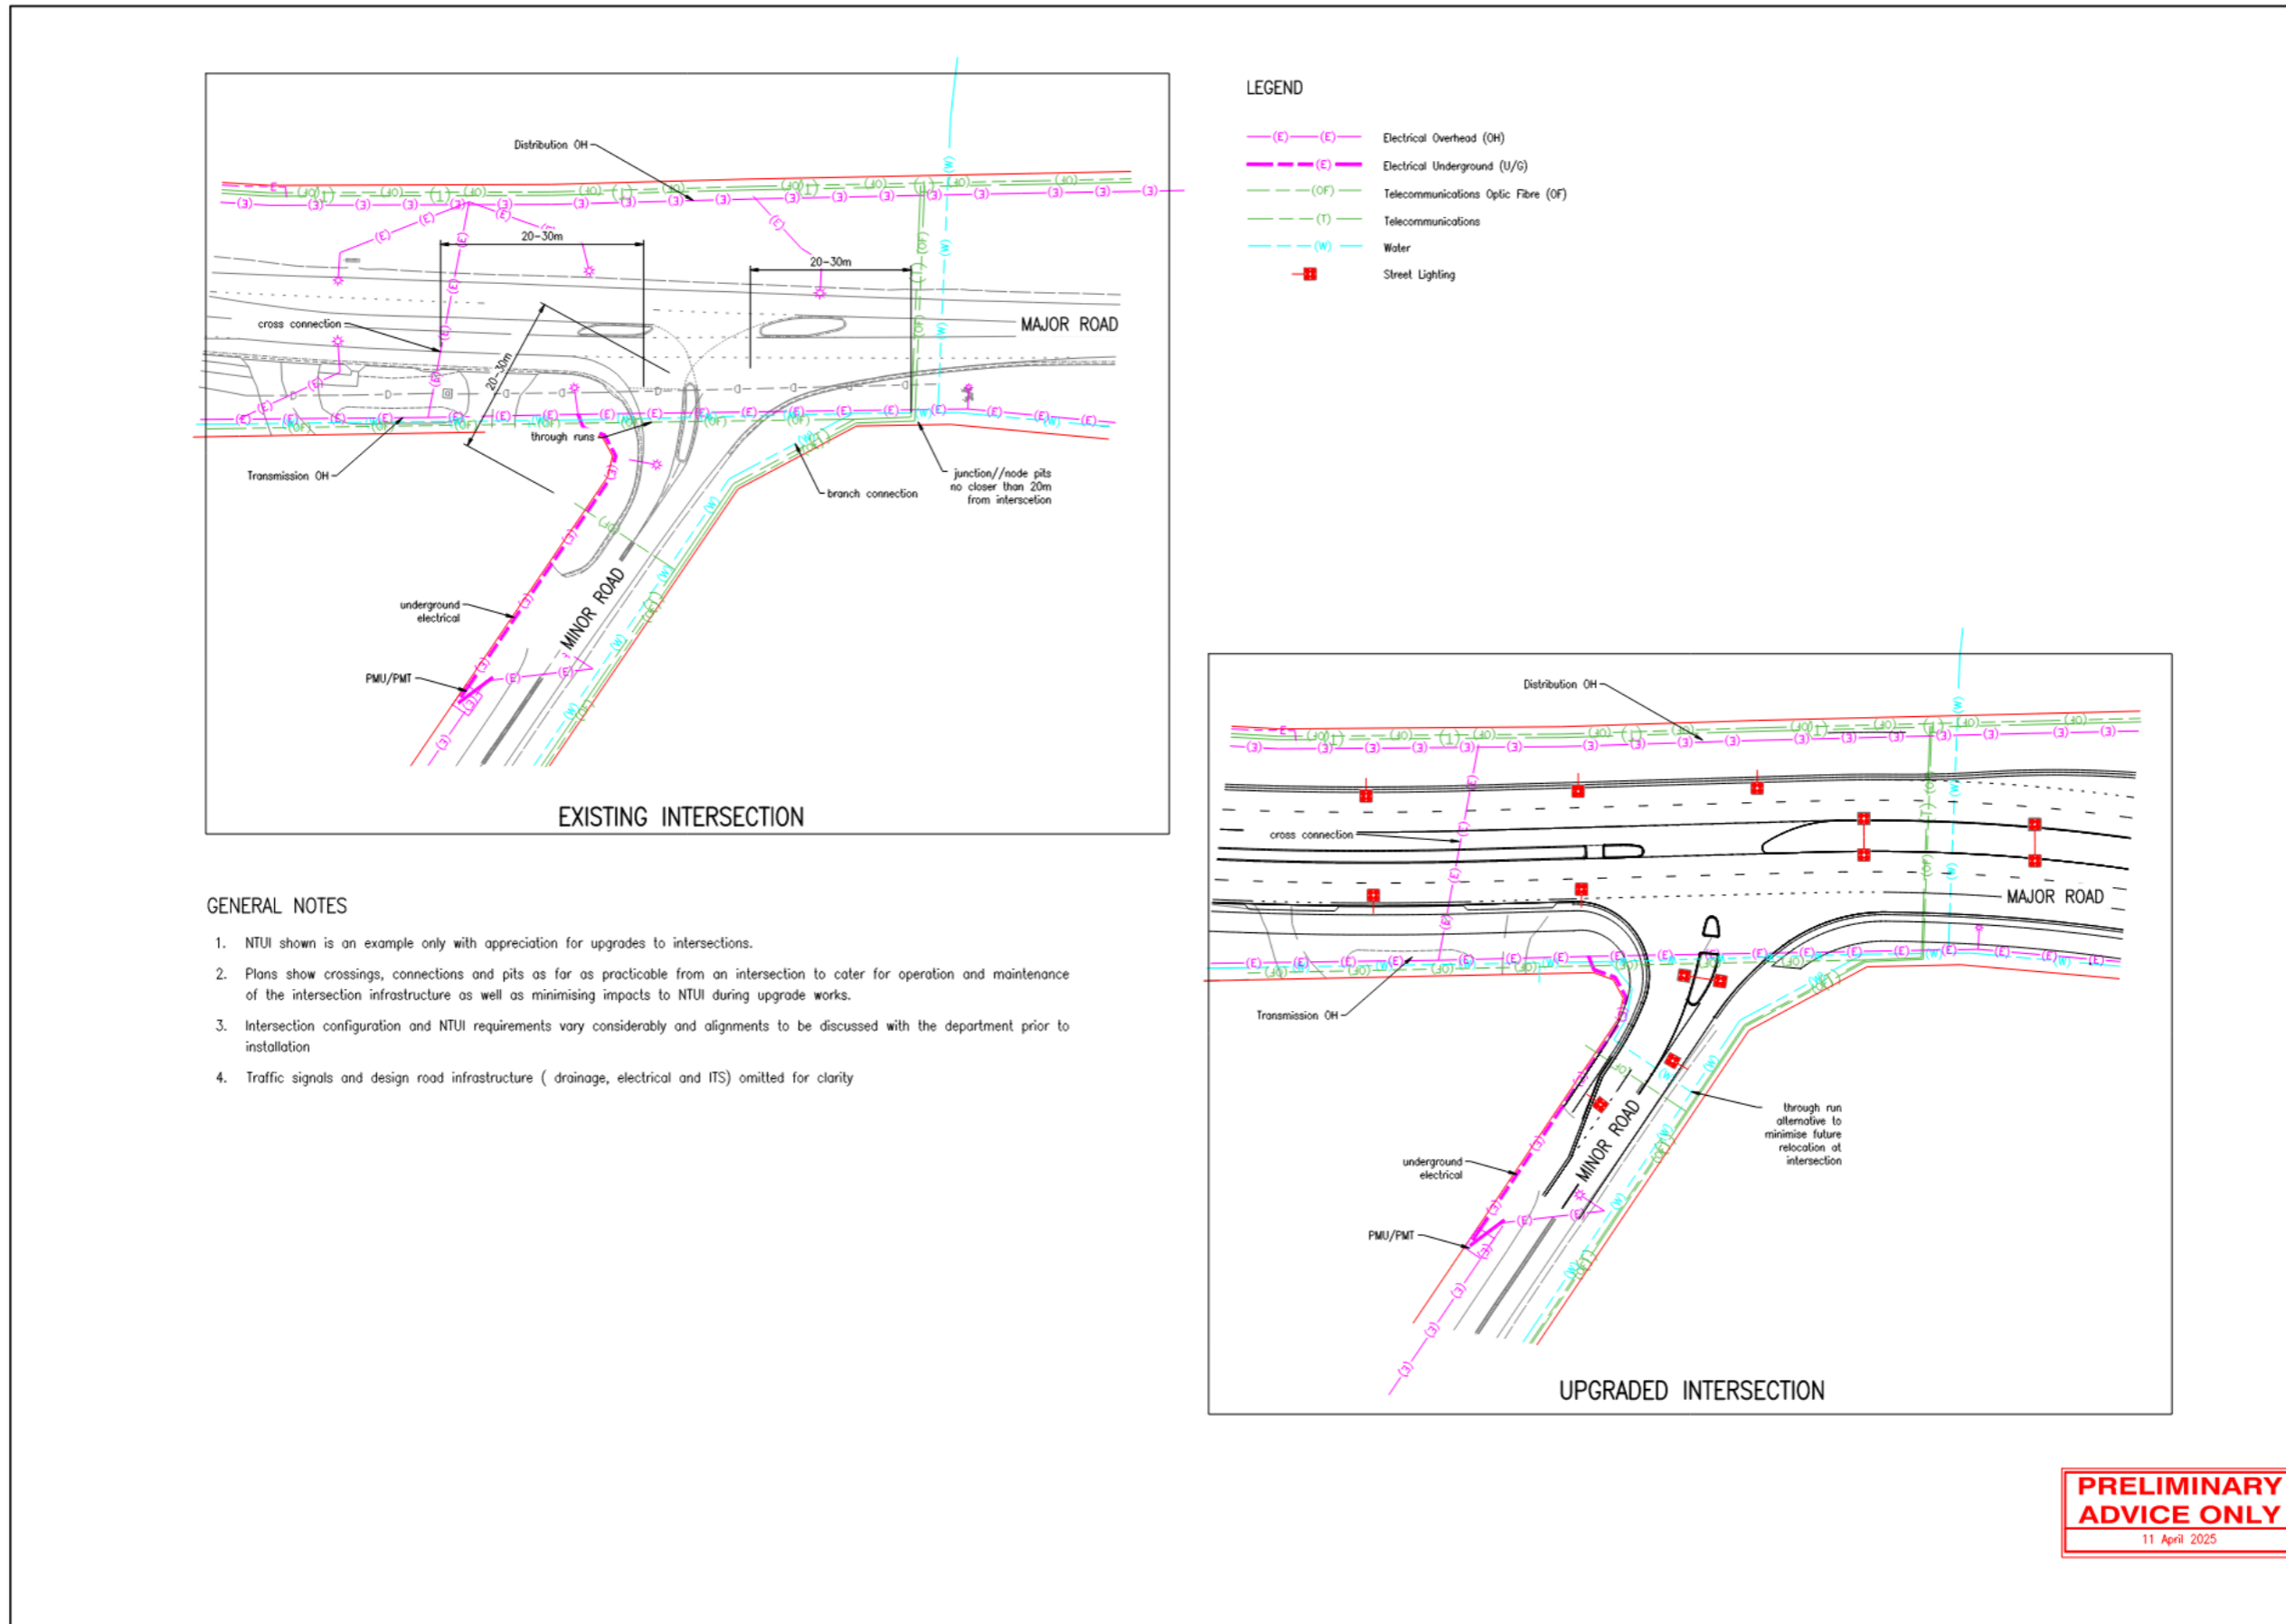 Distribution OH
20-30m
20-30m
20-30m
cross connection
MAJOR ROAD
through runs
Transmission OH
branch connection
junction//node pits
no closer than 20m
from interscetion
MINOR ROAD
underground
electrical
PMU/PMT
EXISTING INTERSECTION
LEGEND
(E) (E) Electrical Overhead (OH)
(E) Electrical Underground (U/G)
(OF) Telecommunications Optic Fibre (OF)
(T) Telecommunications
(W) Water
Street Lighting
GENERAL NOTES
1. NTUI shown is an example only with appreciation for upgrades to intersections.
2. Plans show crossings, connections and pits as far as practicable from an intersection to cater for operation and maintenance
of the intersection infrastructure as well as minimising impacts to NTUI during upgrade works.
3. Intersection configuration and NTUI requirements vary considerably and alignments to be discussed with the department prior to
installation
4. Traffic signals and design road infrastructure ( drainage, electrical and ITS) omitted for clarity
Distribution OH
cross connection
MAJOR ROAD
Transmission OH
through run
alternative to
minimise future
relocation at
intersection
MINOR ROAD
underground
electrical
PMU/PMT
UPGRADED INTERSECTION
PRELIMINARY
ADVICE ONLY
11 April 2025